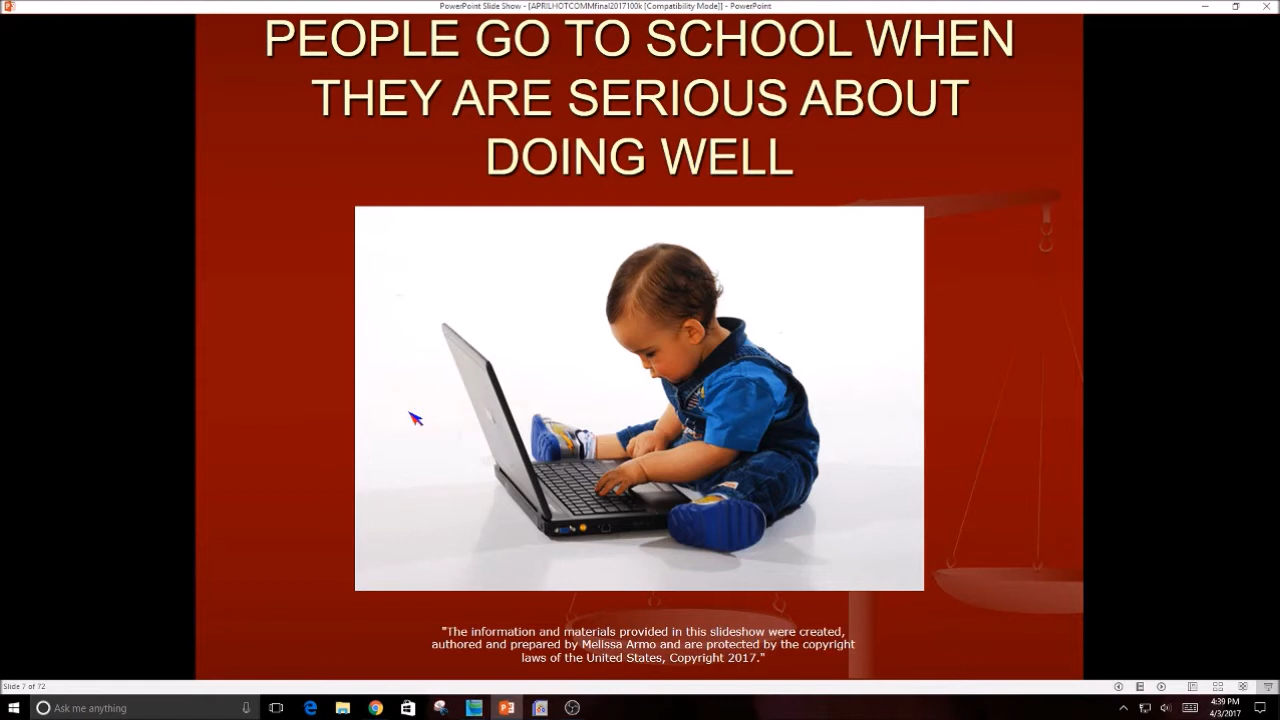 PowerPoint Slide Show - [APRILHOTCOMMfinal2017100k [Compatibility Mode]] - PowerPoint
PEOPLE GO TO SCHOOL WHEN
THEY ARE SERIOUS ABOUT
DOING WELL
"The information and materials provided in this slideshow were created,
authored and prepared by Melissa Armo and are protected by the copyright
laws of the United States, Copyright 2017."
Slide 7 of 72
Ask me anything
4:39 PM
4/3/2017